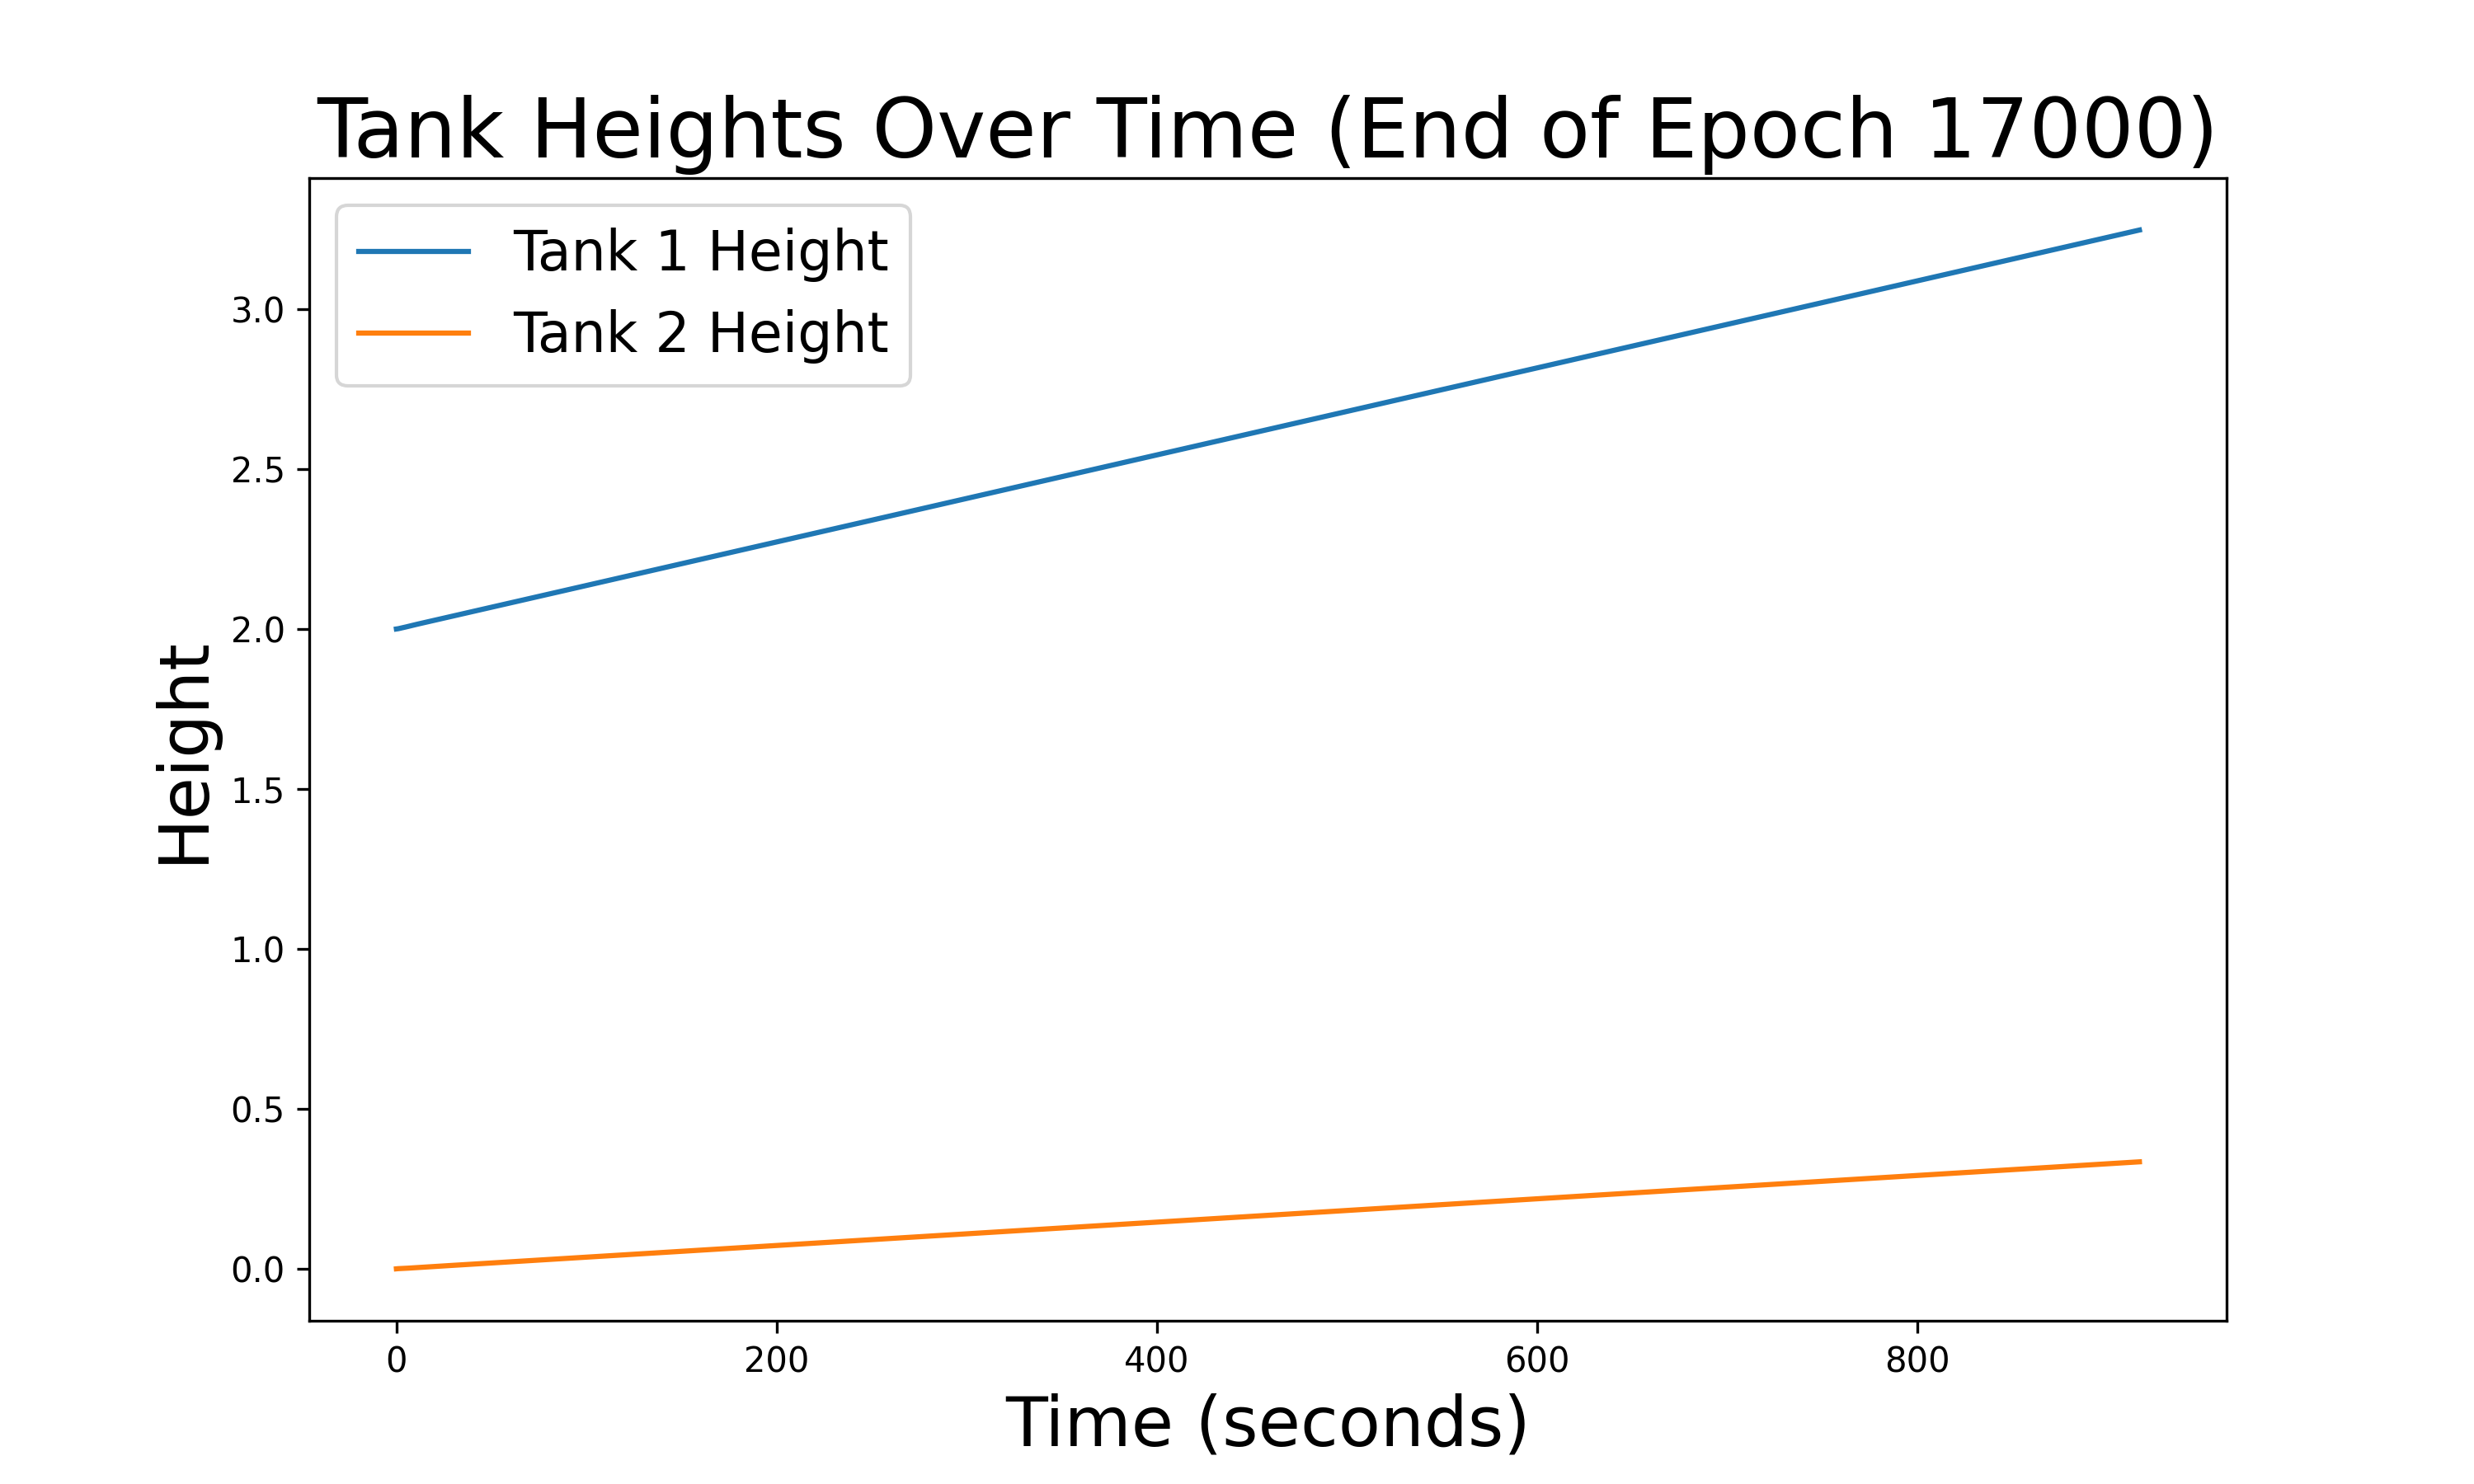 Tank Heights Over Time (End of Epoch 17000)
Tank 1 Height
Tank 2 Height
Height
3.0
2.5
2.0
1.5
1.0
0.5
0.0
0 200 400 600 800
Time (seconds)